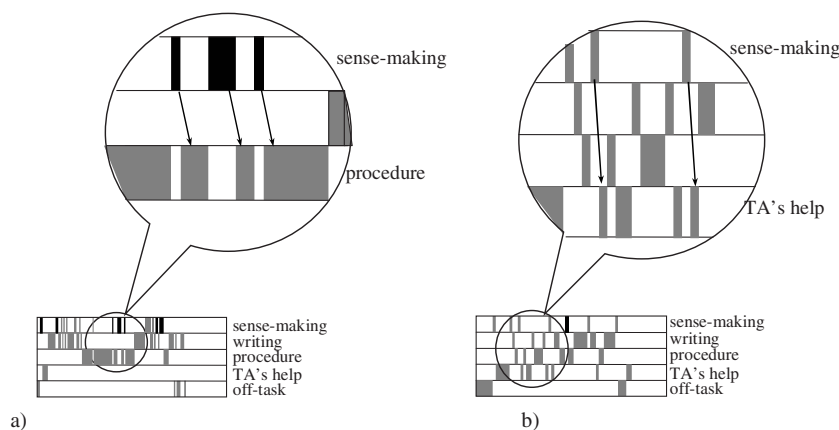 sense-making
procedure
sense-making
TA's help
sense-making
writing
procedure
TA's help
off-task
sense-making
writing
procedure
TA's help
off-task
a)
b)